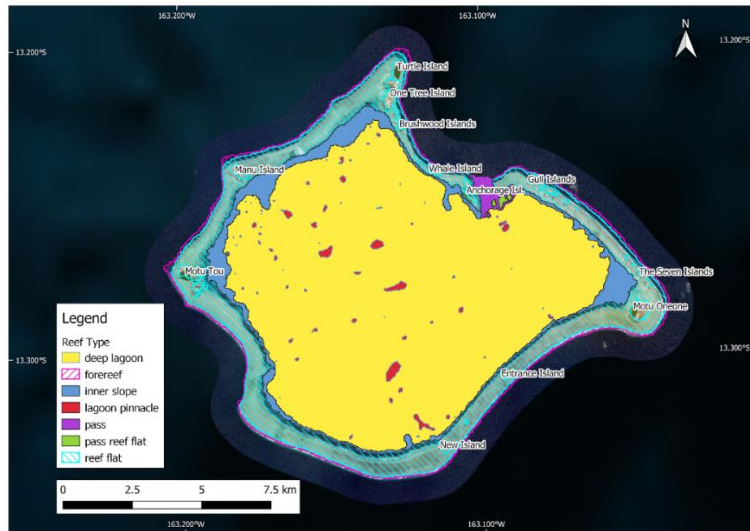 163.200°W
163.100°W
13.200°S
13.200°S
N
Turtle Island
One Tree Island
Brushwood Islands
Whale Island
Manu Island
Gull Islands
Anchorage Isl.
Motu Tou
The Seven Islands
Motu Oneone
Legend
Reef Type
deep lagoon
forereef
inner slope
lagoon pinnacle
pass
pass reef flat
reef flat
13.300°S
13.300°S
Entrance Island
New Island
0 2.5 5 7.5 km
163.200°W
163.100°W